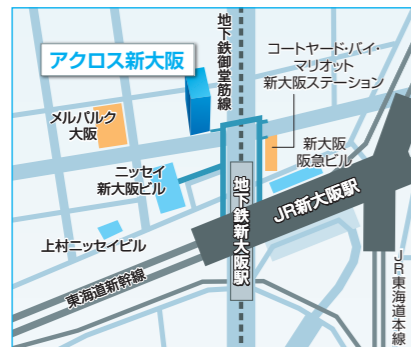 アクロス新大阪
地下鉄御堂筋線
コートヤード・バイ・
マリオット
新大阪ステーション
メルパルク
大阪
新大阪
阪急ビル
ニッセイ
新大阪ビル
地下鉄新大阪駅
JR新大阪駅
上村ニッセイビル
東海道新幹線
JR東海道本線